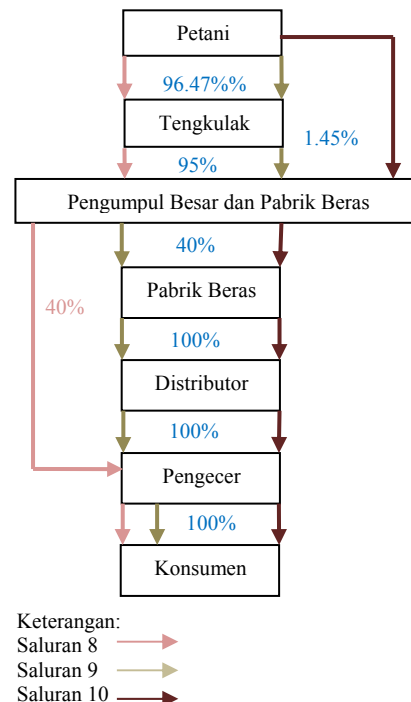 Petani
96.47%%
Tengkulak
1.45%
95%
Pengumpul Besar dan Pabrik Beras
40%
Pabrik Beras
40%
100%
Distributor
100%
Pengecer
100%
Konsumen
Keterangan:
Saluran 8
Saluran 9
Saluran 10